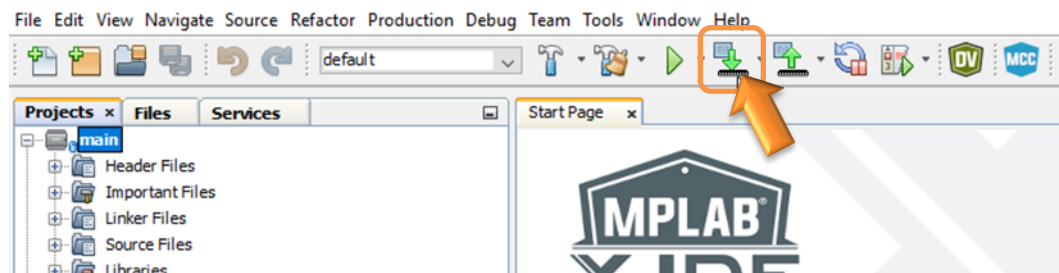 File Edit View Navigate Source Refactor Production Debug Team Tools Window Help
default
DV
MCC
Projects x Files Services
Start Page x
main
Header Files
Important Files
Linker Files
Source Files
Libraries
MPLAB®
X IDE